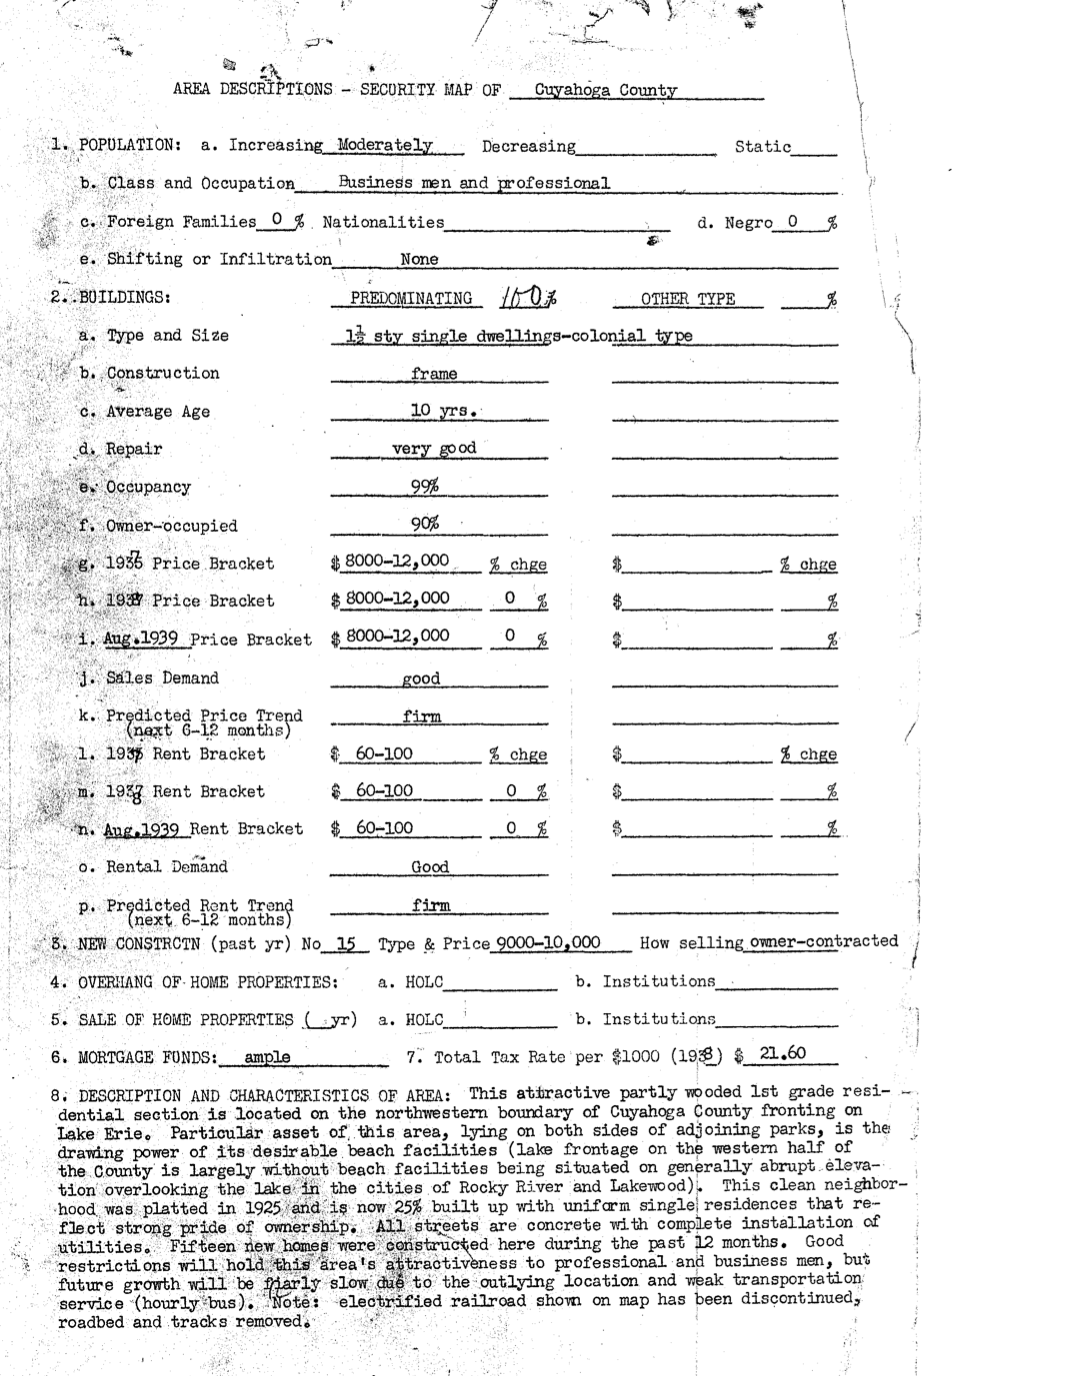 AREA DESCRIPTIONS - SECURITY MAP OF Cuyahoga County
1. POPULATION: a. Increasing Moderately Decreasing Static
b. Class and Occupation Business men and professional
c. Foreign Families 0 % Nationalities d. Negro 0 %
e. Shifting or Infiltration None
2. BUILDINGS: PREDOMINATING 100% OTHER TYPE %
a. Type and Size 1½ sty single dwellings-colonial type
b. Construction frame
c. Average Age 10 yrs.
d. Repair very good
e. Occupancy 99%
f. Owner-occupied 90%
g. 1937 Price Bracket $ 8000-12,000 % chge $ % chge
h. 1938 Price Bracket $ 8000-12,000 0 % $ %
i. Aug.1939 Price Bracket $ 8000-12,000 0 % $ %
j. Sales Demand good
k. Predicted Price Trend firm
(next 6-12 months)
l. 1937 Rent Bracket $ 60-100 % chge $ % chge
m. 1938 Rent Bracket $ 60-100 0 % $ %
n. Aug.1939 Rent Bracket $ 60-100 0 % $ %
o. Rental Demand Good
p. Predicted Rent Trend firm
(next 6-12 months)
3. NEW CONSTRCTN (past yr) No 15 Type & Price 9000-10,000 How selling owner-contracted
4. OVERHANG OF HOME PROPERTIES: a. HOLC b. Institutions
5. SALE OF HOME PROPERTIES ( yr) a. HOLC b. Institutions
6. MORTGAGE FUNDS: ample 7. Total Tax Rate per $1000 (1938) $ 21.60
8. DESCRIPTION AND CHARACTERISTICS OF AREA: This attractive partly wooded 1st grade resi-
dential section is located on the northwestern boundary of Cuyahoga County fronting on
Lake Erie. Particular asset of this area, lying on both sides of adjoining parks, is the
drawing power of its desirable beach facilities (lake frontage on the western half of
the County is largely without beach facilities being situated on generally abrupt eleva-
tion overlooking the lake in the cities of Rocky River and Lakewood). This clean neighbor-
hood was platted in 1925 and is now 25% built up with uniform single residences that re-
flect strong pride of ownership. All streets are concrete with complete installation of
utilities. Fifteen new homes were constructed here during the past 12 months. Good
restrictions will hold this area's attractiveness to professional and business men, but
future growth will be fiarly slow due to the outlying location and weak transportation
service (hourly bus). Note: electrified railroad shown on map has been discontinued,
roadbed and tracks removed.